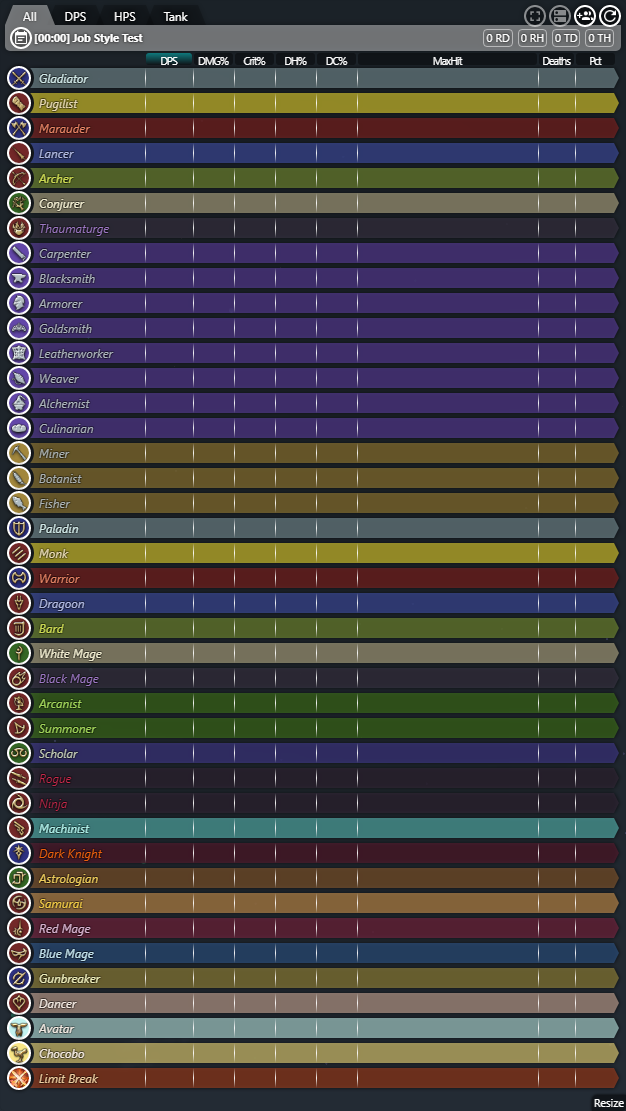 All DPS HPS Tank
[00:00] Job Style Test 0 RD 0 RH 0 TD 0 TH
DPS DMG% Crit% DH% DC% MaxHit Deaths Pct
Gladiator
Pugilist
Marauder
Lancer
Archer
Conjurer
Thaumaturge
Carpenter
Blacksmith
Armorer
Goldsmith
Leatherworker
Weaver
Alchemist
Culinarian
Miner
Botanist
Fisher
Paladin
Monk
Warrior
Dragoon
Bard
White Mage
Black Mage
Arcanist
Summoner
Scholar
Rogue
Ninja
Machinist
Dark Knight
Astrologian
Samurai
Red Mage
Blue Mage
Gunbreaker
Dancer
Avatar
Chocobo
Limit Break
Resize